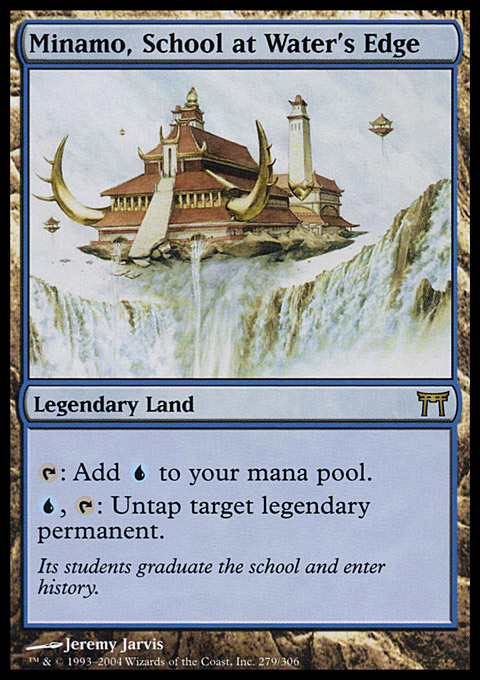 Minamo, School at Water's Edge
Legendary Land
: Add to your mana pool.
, : Untap target legendary
permanent.
Its students graduate the school and enter
history.
Jeremy Jarvis
™ & © 1993–2004 Wizards of the Coast, Inc. 279/306